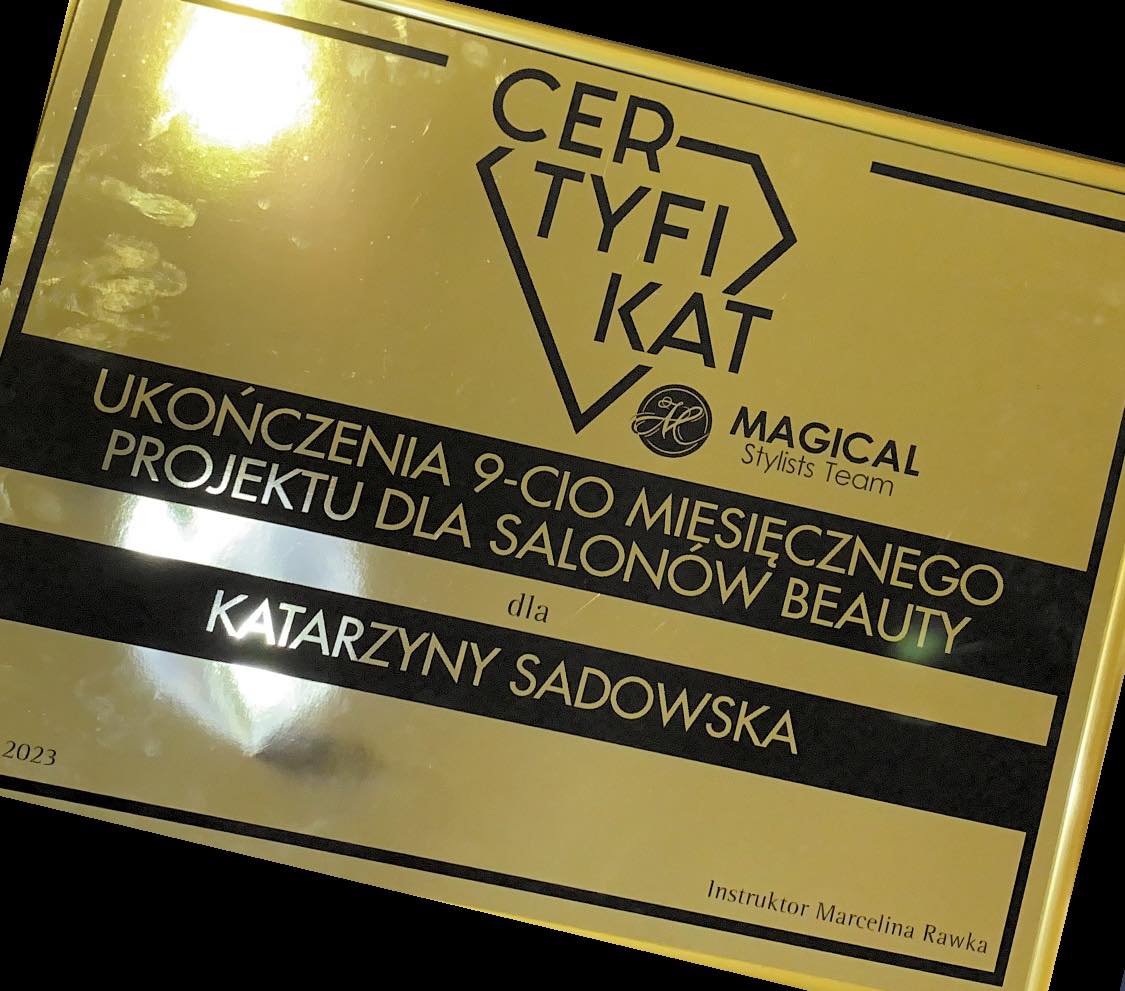 CER
TYFI
KAT
MAGICAL
Stylists Team
UKOŃCZENIA 9-CIO MIESIĘCZNEGO
PROJEKTU DLA SALONÓW BEAUTY
dla
KATARZYNY SADOWSKA
2023
Instruktor Marcelina Rawka